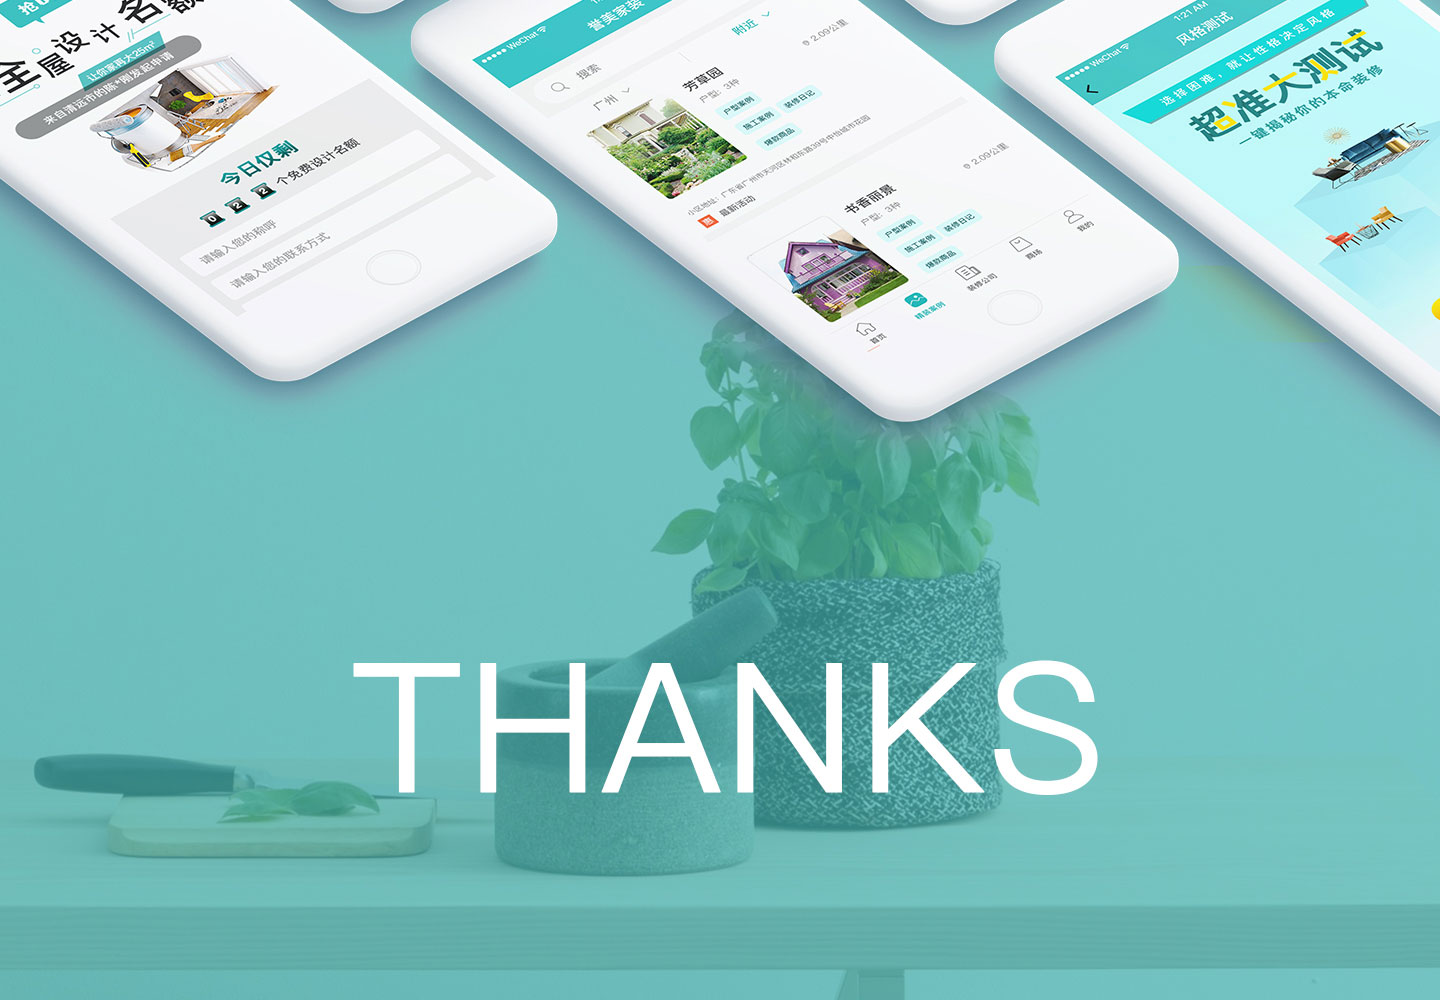 全屋设计名额
让你家再大25m²
来自清远市的陈*刚发起申请
今日仅剩
0 2 2 个免费设计名额
请输入您的称呼
请输入您的联系方式
WeChat
誉美家装
搜索
广州
附近
芳草园
2.09公里
户型: 3种
户型案例 装修日记
施工案例
爆款商品
小区地址: 广东省广州市天河区林和东路39号中怡城市花园
惠 最新活动
书香丽景
2.09公里
户型: 3种
户型案例 装修日记
施工案例
爆款商品
首页
精装案例
装修公司
商场
我的
WeChat
1:21 AM
风格测试
选择困难，就让性格决定风格
超准大测试
一键揭秘你的本命装修
THANKS